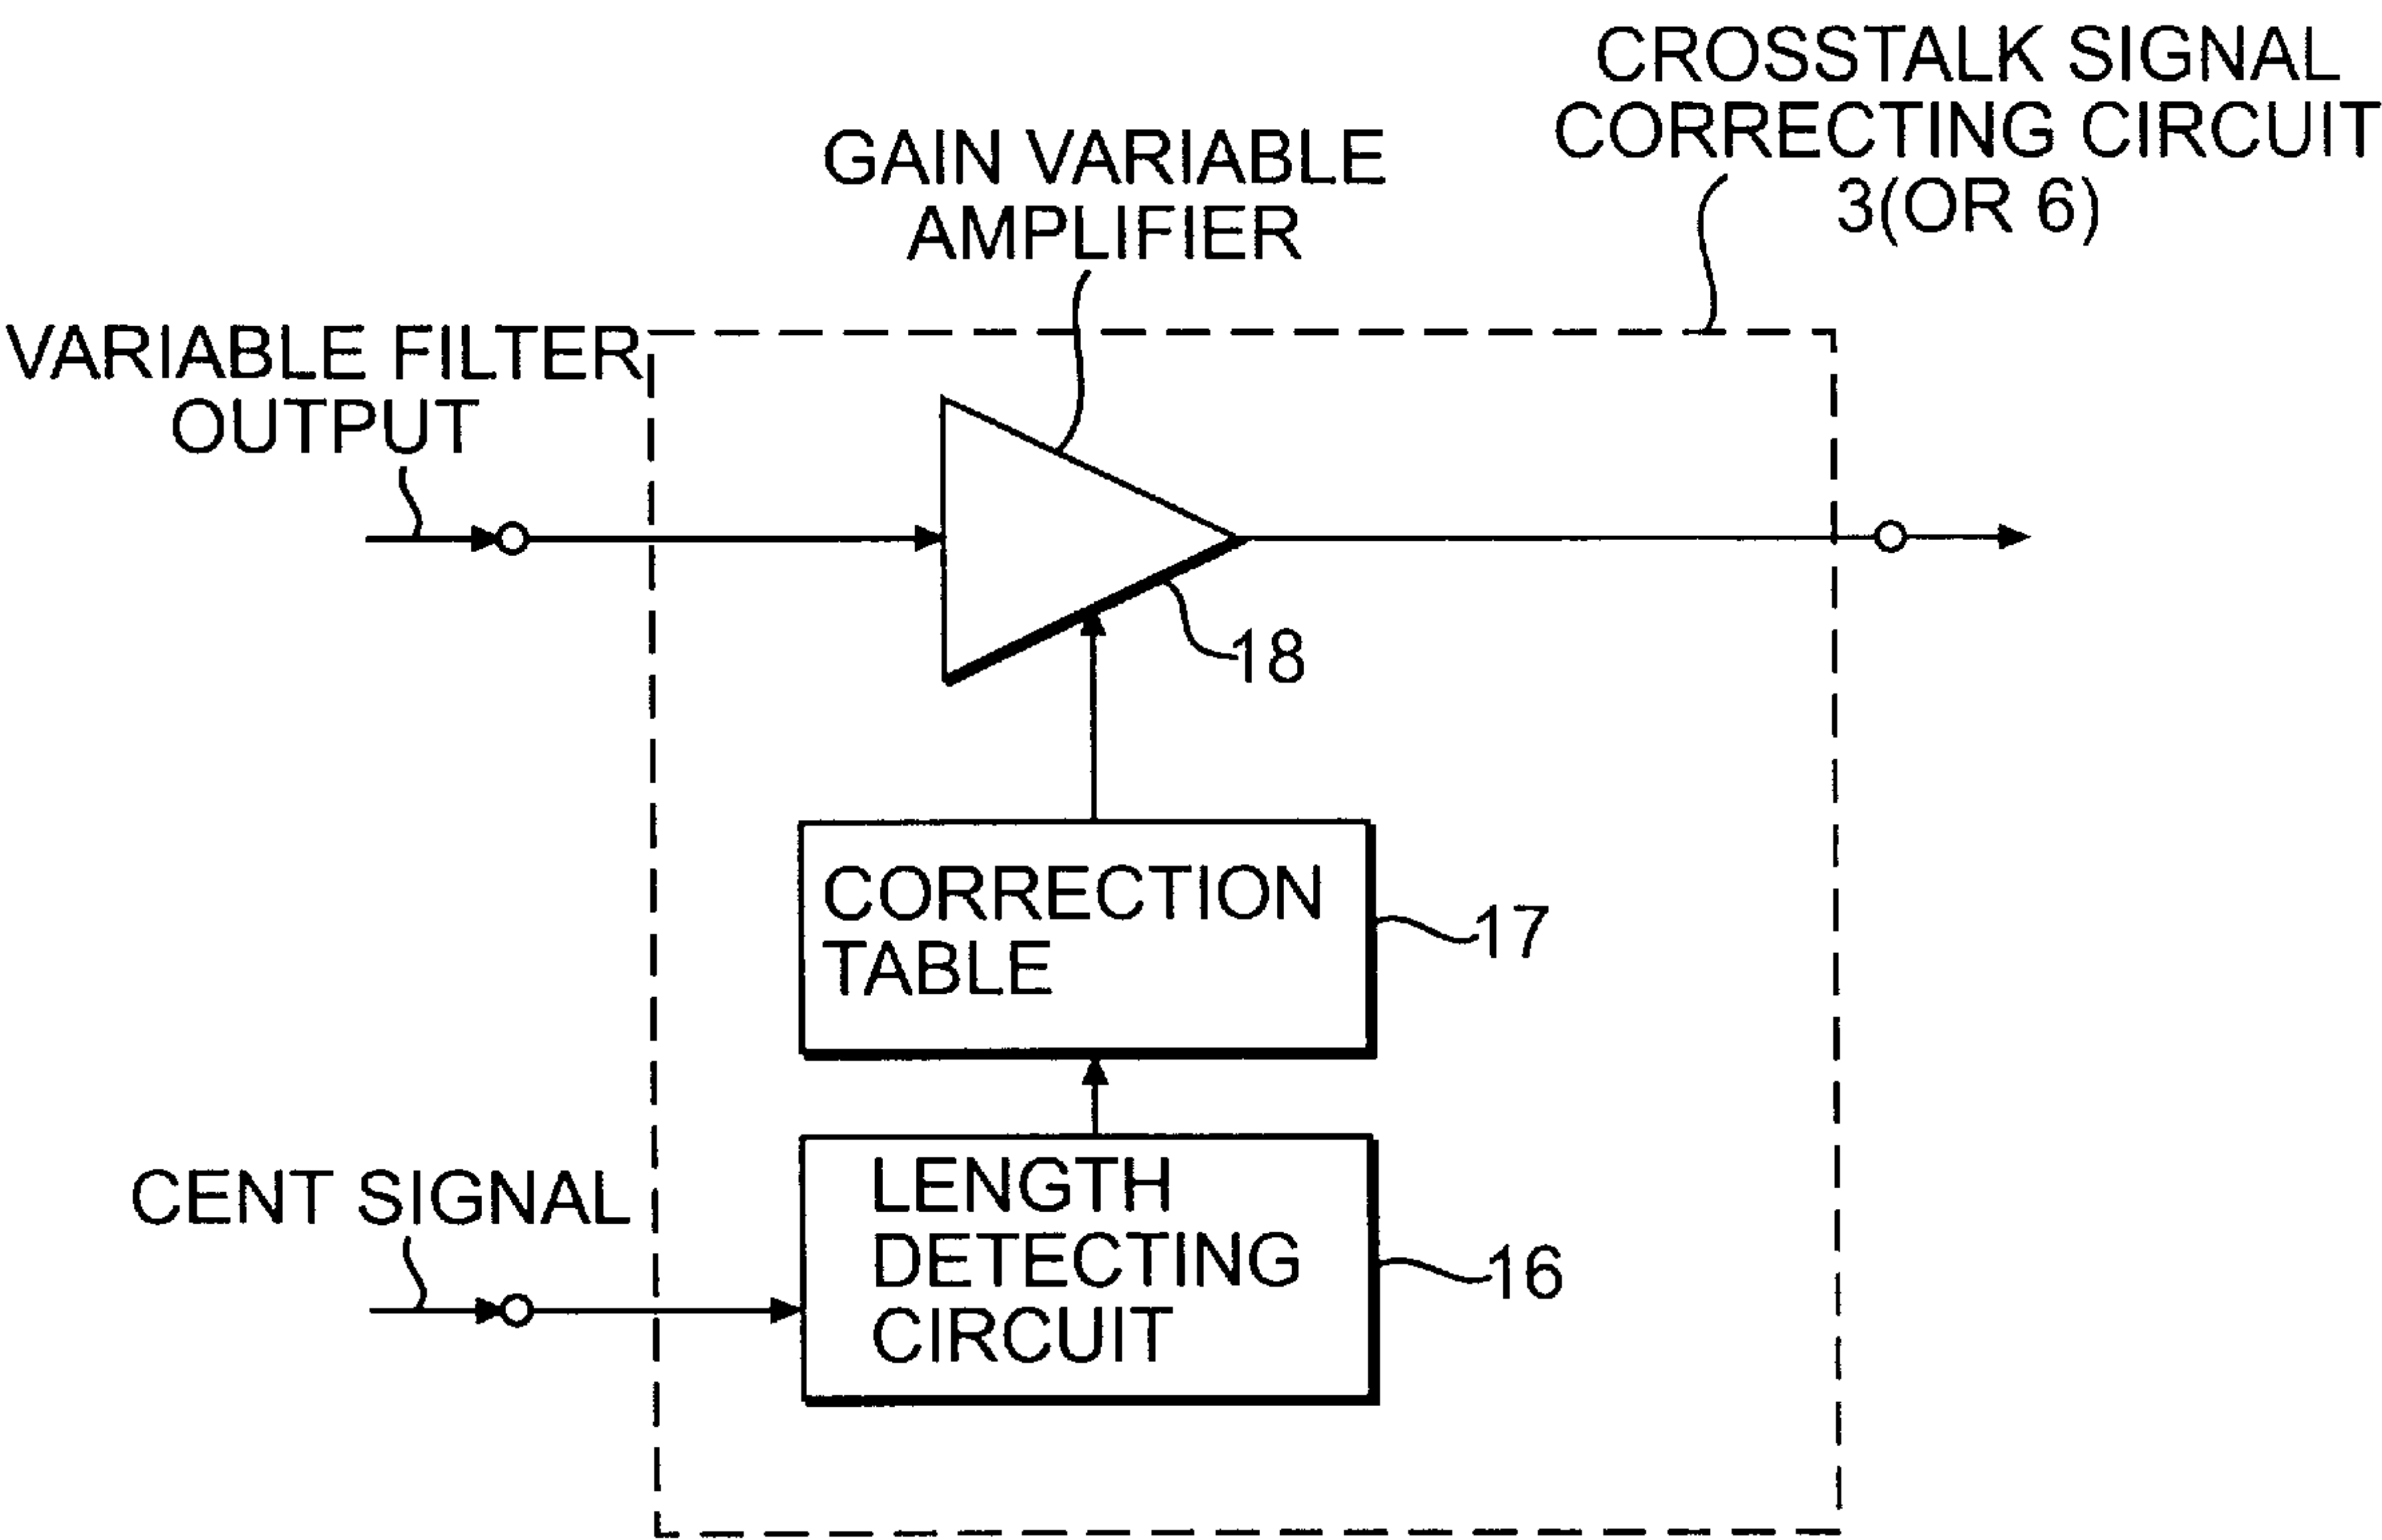 CROSSTALK SIGNAL
CORRECTING CIRCUIT
3(OR 6)
GAIN VARIABLE
AMPLIFIER
VARIABLE FILTER
OUTPUT
18
CORRECTION
TABLE
17
CENT SIGNAL
LENGTH
DETECTING
CIRCUIT
16